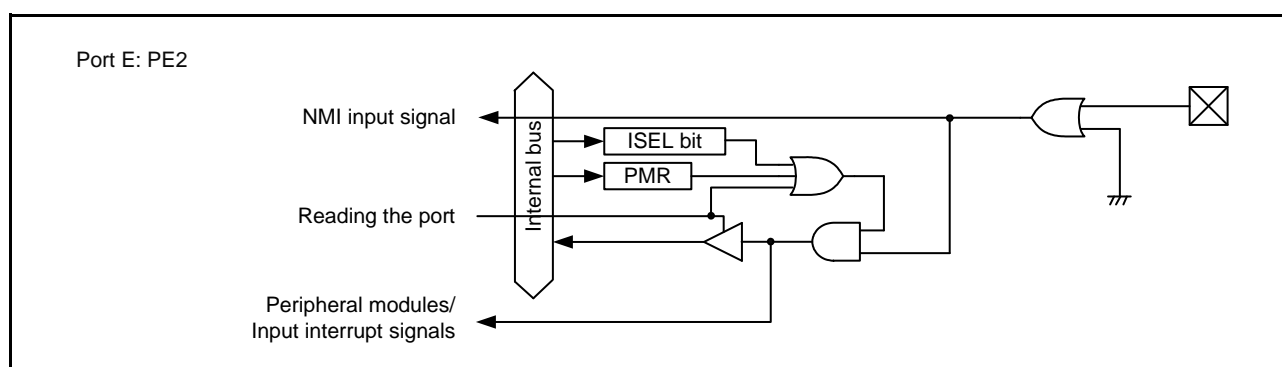 Port E: PE2
NMI input signal
ISEL bit
PMR
Internal bus
Reading the port
Peripheral modules/
Input interrupt signals